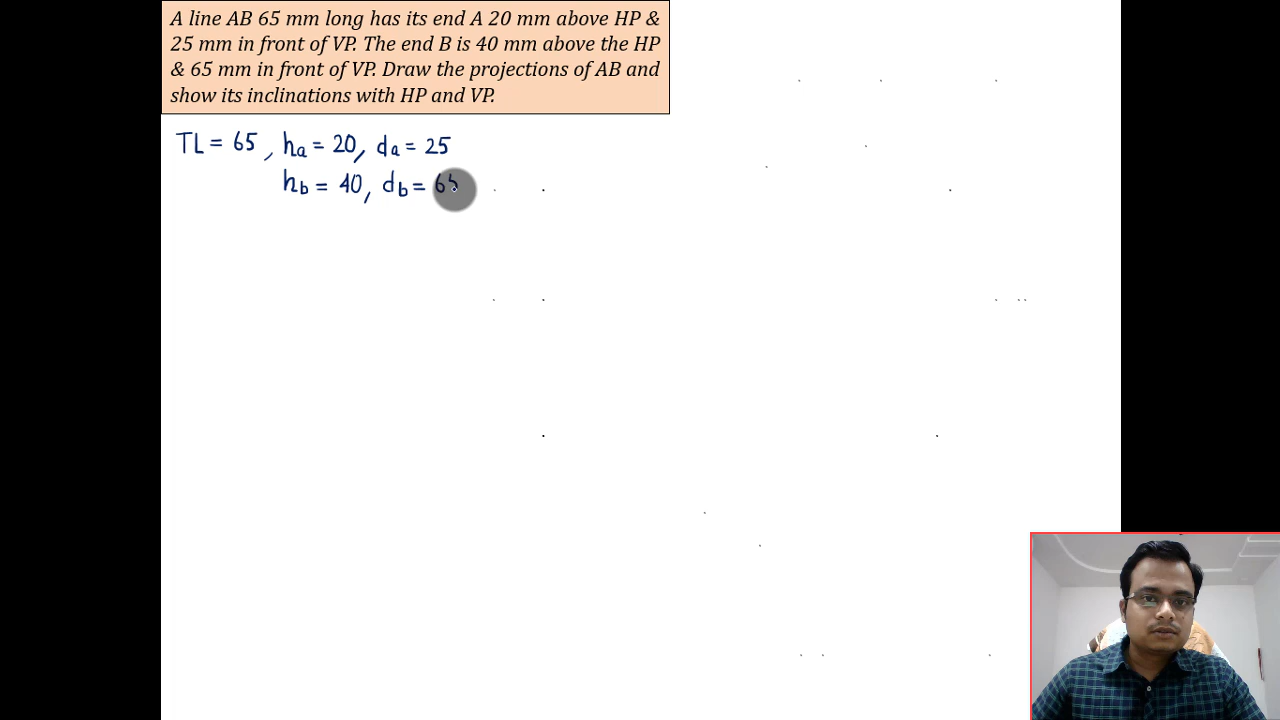 A line AB 65 mm long has its end A 20 mm above HP &
25 mm in front of VP. The end B is 40 mm above the HP
& 65 mm in front of VP. Draw the projections of AB and
show its inclinations with HP and VP.
TL = 65, ha = 20, da = 25
hb = 40, db = 65